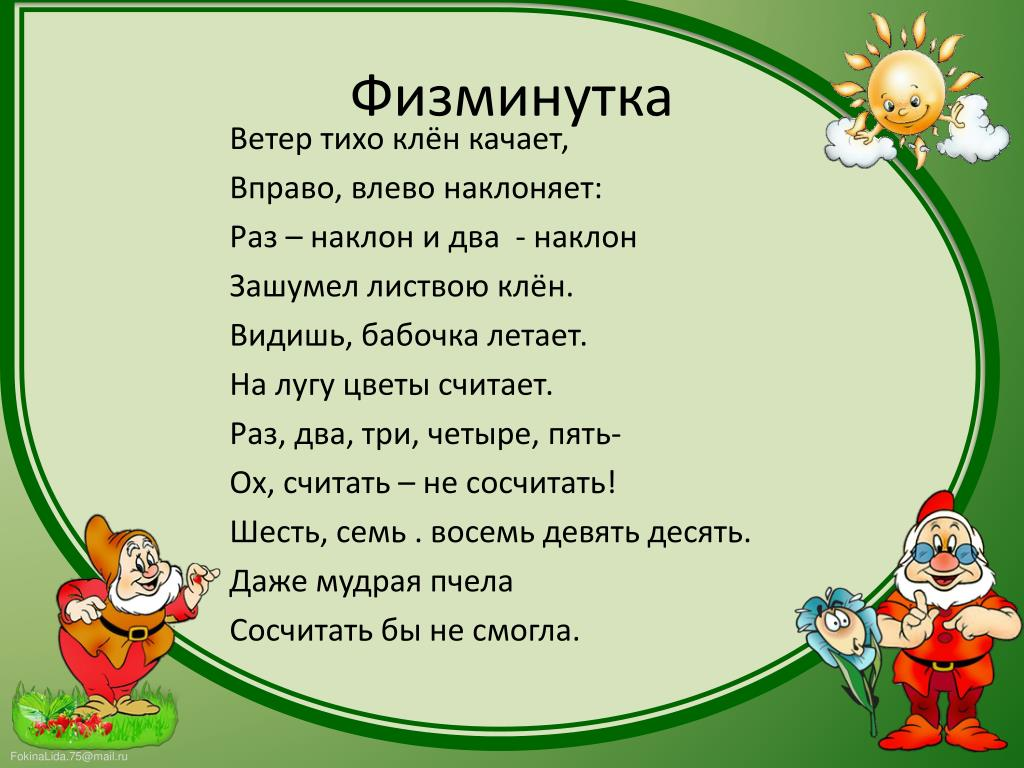 Физминутка
Ветер тихо клён качает,
Вправо, влево наклоняет:
Раз – наклон и два  - наклон
Зашумел листвою клён.
Видишь, бабочка летает.
На лугу цветы считает.
Раз, два, три, четыре, пять-
Ох, считать – не сосчитать!
Шесть, семь . восемь девять десять.
Даже мудрая пчела
Сосчитать бы не смогла.
FokinaLida.75@mail.ru